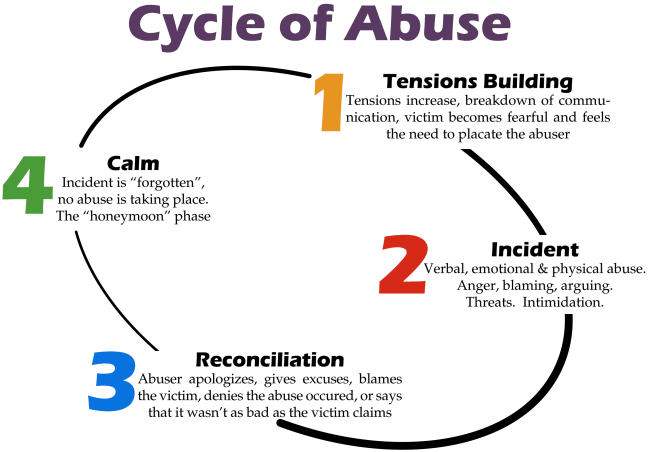 Cycle of Abuse
1
Tensions Building
Tensions increase, breakdown of commu-
nication, victim becomes fearful and feels
the need to placate the abuser
2
Incident
Verbal, emotional & physical abuse.
Anger, blaming, arguing.
Threats.  Intimidation.
3
Reconciliation
Abuser apologizes, gives excuses, blames
the victim, denies the abuse occured, or says
that it wasn’t as bad as the victim claims
4
Calm
Incident is “forgotten”,
no abuse is taking place.
The “honeymoon” phase